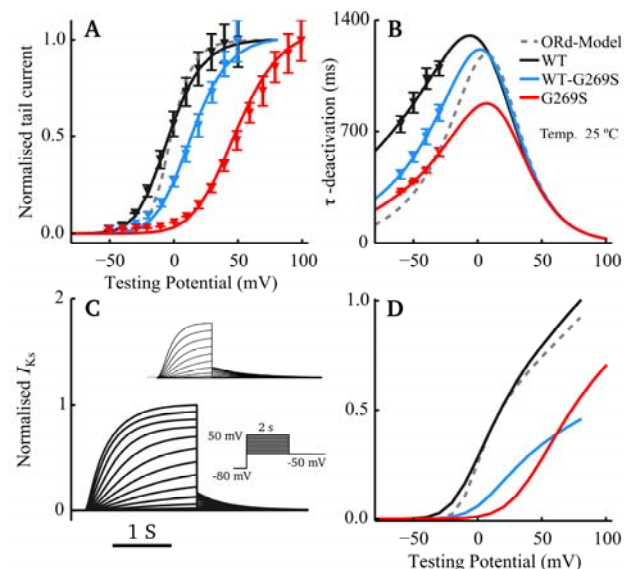 A
Normalised tail current
1.0
0.5
0.0
−50
0
50
100
Testing Potential (mV)
B
τ -deactivation (ms)
1400
700
0
−50
0
50
100
Testing Potential (mV)
ORd-Model
WT
WT-G269S
G269S
Temp. 25 ºC
C
Normalised IKs
2
1
0
2 s
50 mV
-50 mV
-80 mV
1 S
D
1.0
0.5
0.0
−50
0
50
100
Testing Potential (mV)